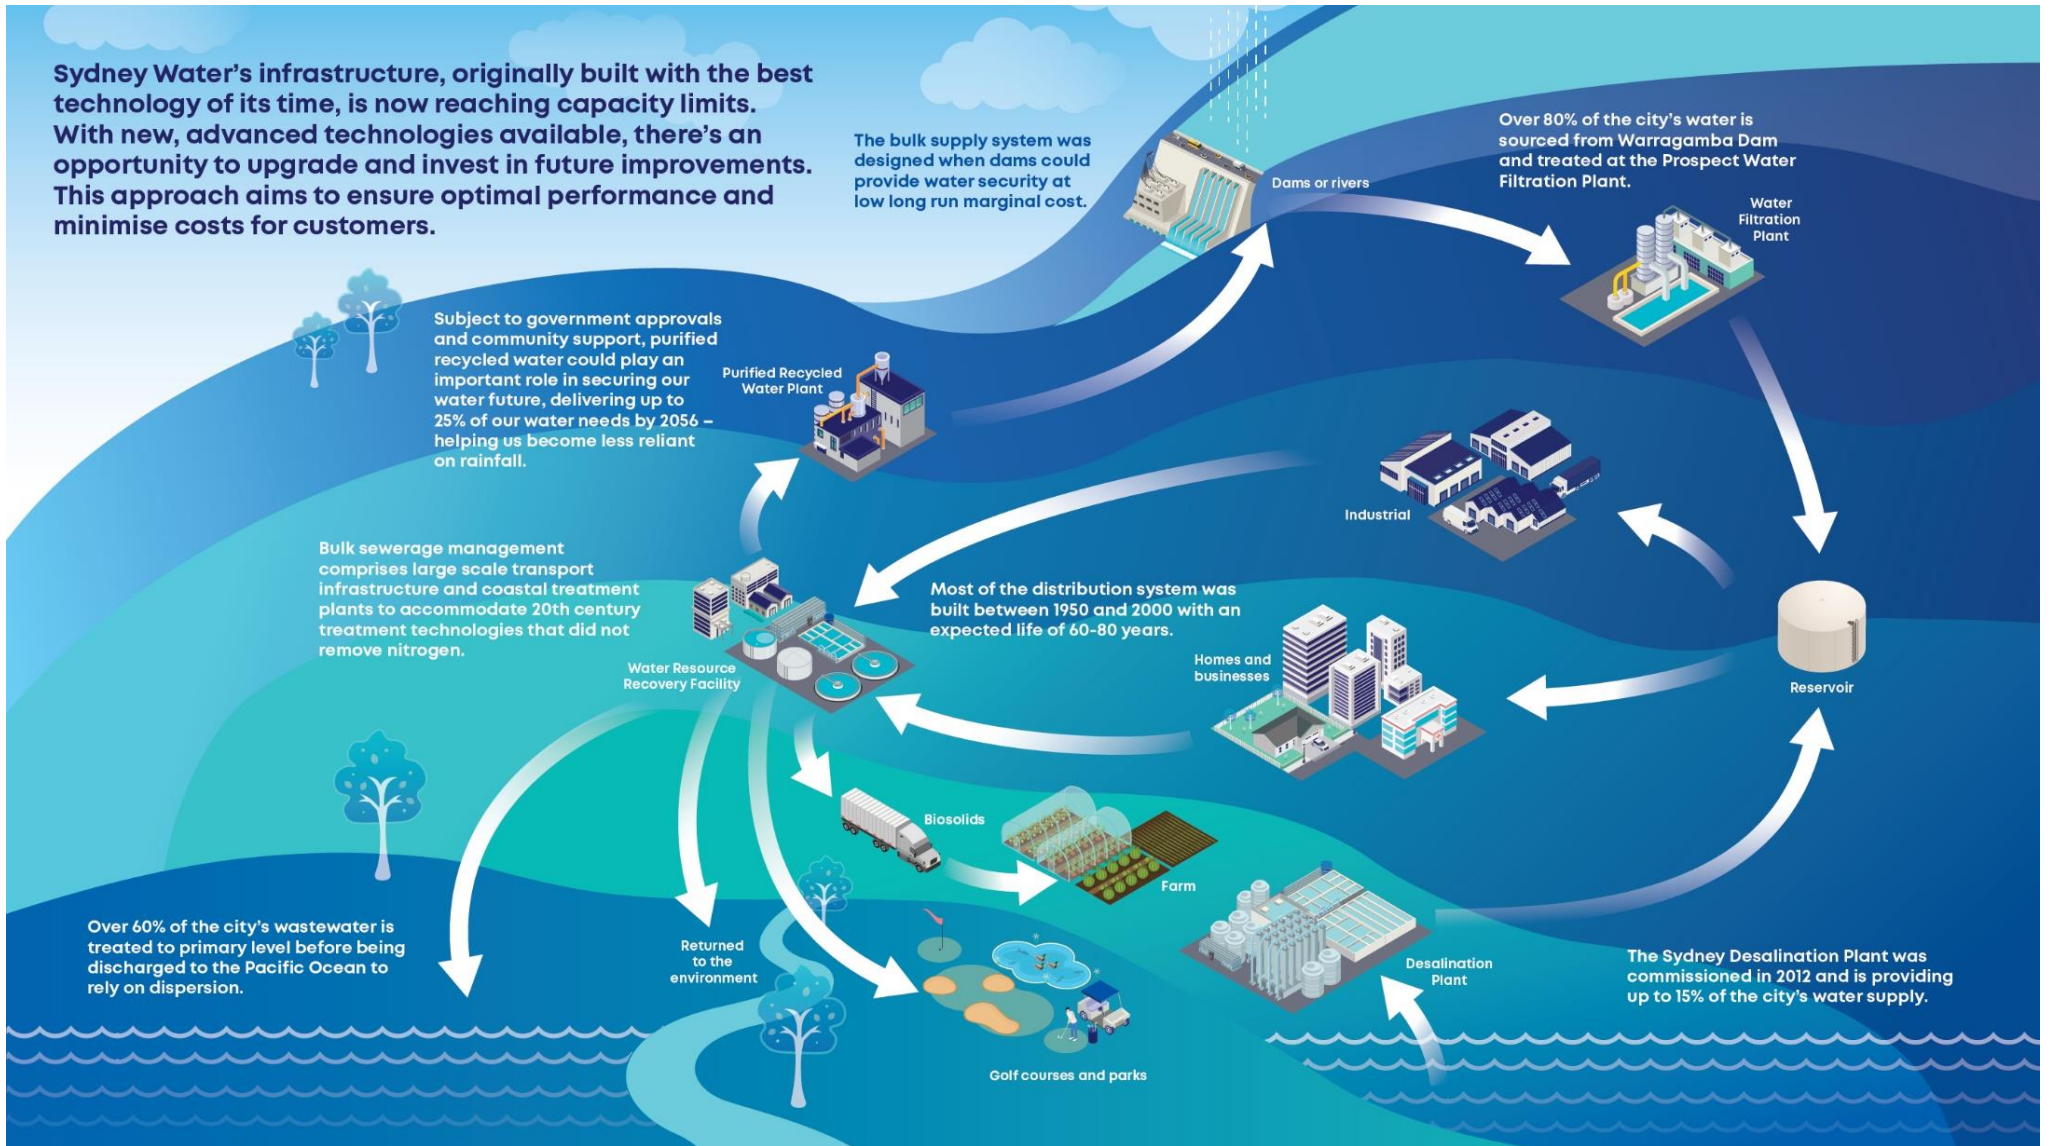 Sydney Water's infrastructure, originally built with the best
technology of its time, is now reaching capacity limits.
With new, advanced technologies available, there's an
opportunity to upgrade and invest in future improvements.
This approach aims to ensure optimal performance and
minimise costs for customers.
The bulk supply system was
designed when dams could
provide water security at
low long run marginal cost.
Dams or rivers
Over 80% of the city's water is
sourced from Warragamba Dam
and treated at the Prospect Water
Filtration Plant.
Water
Filtration
Plant
Subject to government approvals
and community support, purified
recycled water could play an
important role in securing our
water future, delivering up to
25% of our water needs by 2056 –
helping us become less reliant
on rainfall.
Purified Recycled
Water Plant
Industrial
Bulk sewerage management
comprises large scale transport
infrastructure and coastal treatment
plants to accommodate 20th century
treatment technologies that did not
remove nitrogen.
Water Resource
Recovery Facility
Most of the distribution system was
built between 1950 and 2000 with an
expected life of 60-80 years.
Homes and
businesses
Reservoir
Biosolids
Farm
Over 60% of the city's wastewater is
treated to primary level before being
discharged to the Pacific Ocean to
rely on dispersion.
Returned
to the
environment
Golf courses and parks
Desalination
Plant
The Sydney Desalination Plant was
commissioned in 2012 and is providing
up to 15% of the city's water supply.